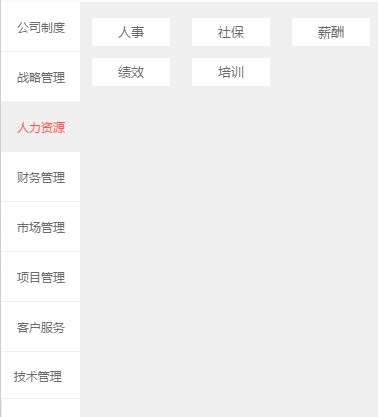 公司制度
战略管理
人力资源
财务管理
市场管理
项目管理
客户服务
技术管理
人事 社保 薪酬
绩效 培训